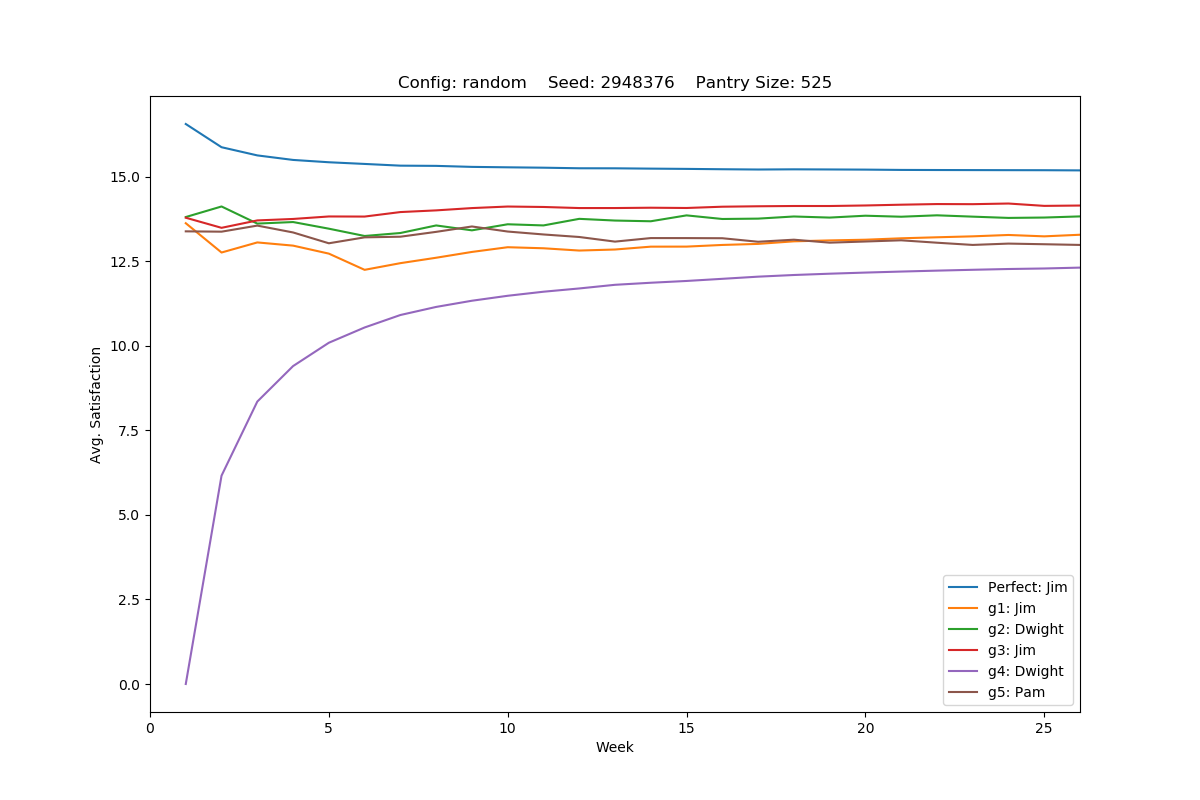 Config: random    Seed: 2948376    Pantry Size: 525
15.0
12.5
10.0
7.5
5.0
2.5
0.0
Avg. Satisfaction
0 5 10 15 20 25
Week
Perfect: Jim
g1: Jim
g2: Dwight
g3: Jim
g4: Dwight
g5: Pam